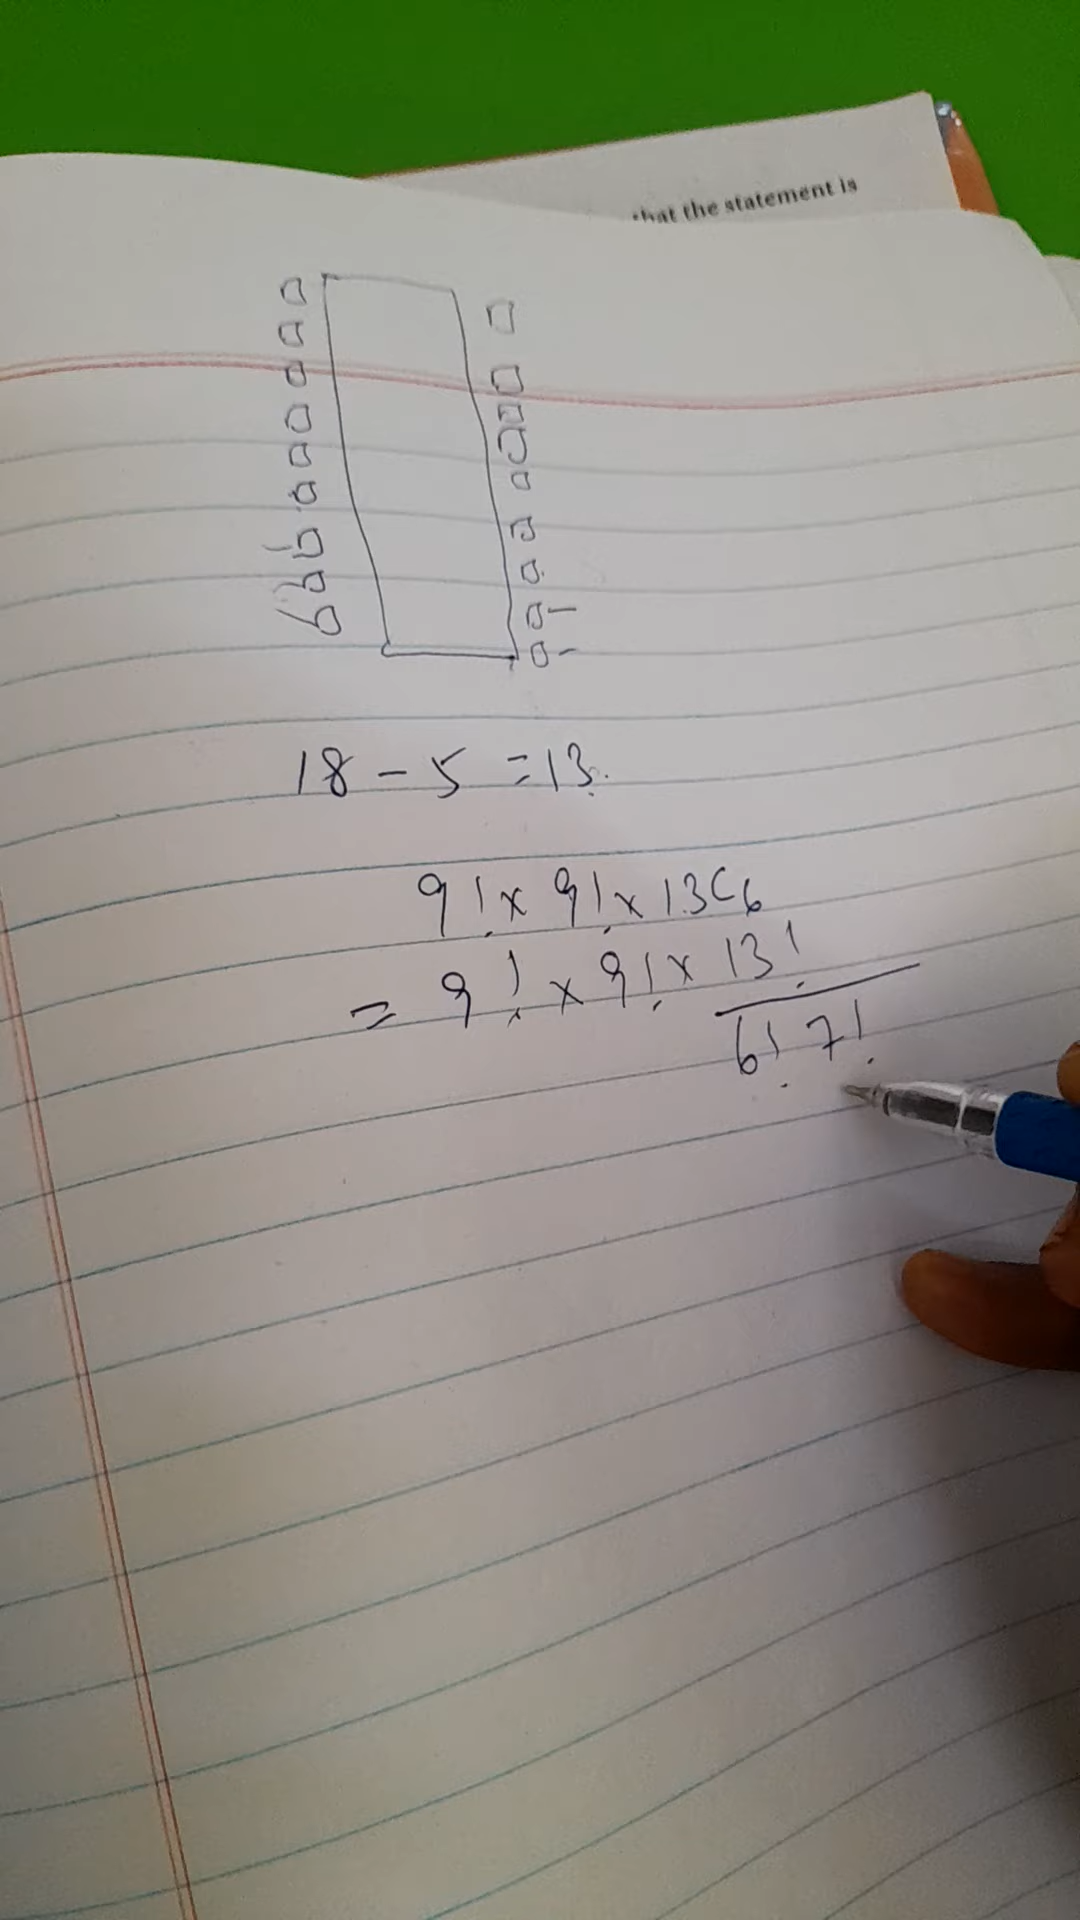 that the statement is
18 - 5 = 13.
9! x 9! x 13C6
= 9! x 9! x 13!
6! 7!